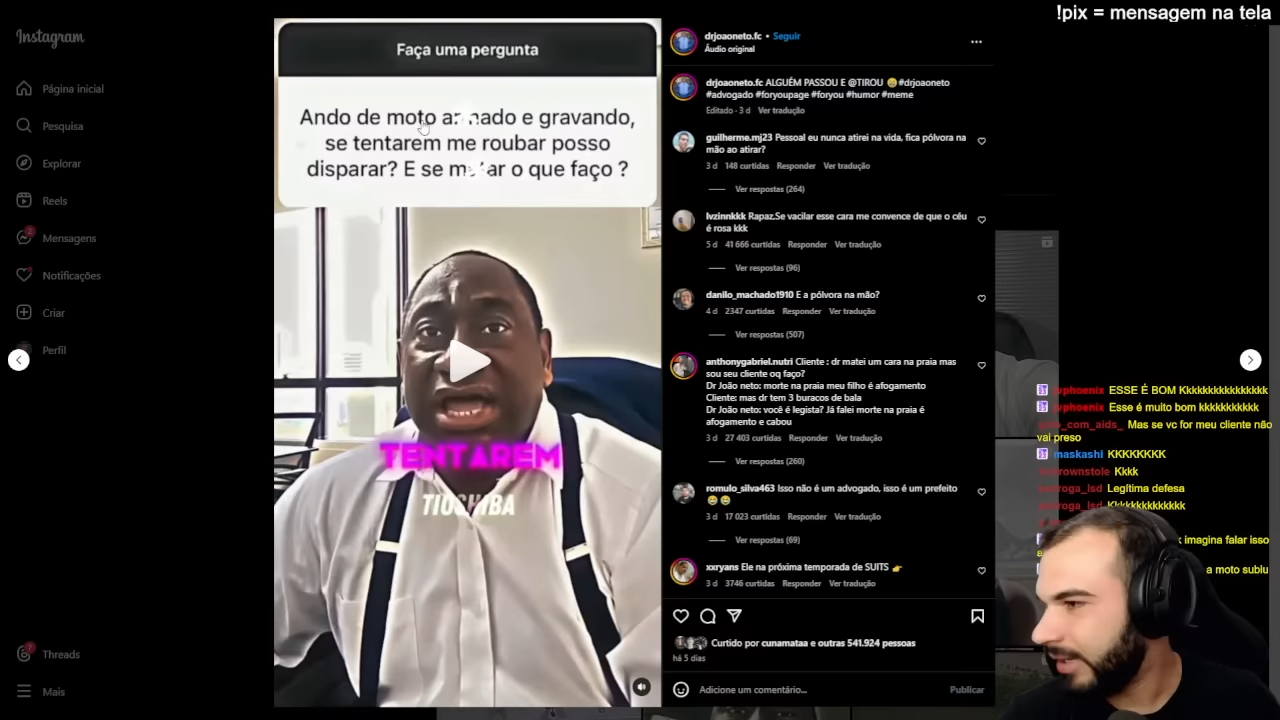 !pix = mensagem na tela
Instagram
Página inicial
Pesquisa
Explorar
Reels
2
Mensagens
Notificações
Criar
Perfil
7
Threads
Mais
Faça uma pergunta
Ando de moto a nado e gravando,
se tentarem me roubar posso
disparar? E se m ar o que faço ?
TENTAREM
TIOCHIBA
drjoaoneto.fc • Seguir
Áudio original
drjoaoneto.fc ALGUÉM PASSOU E @TIROU 😆 #drjoaoneto
#advogado #foryoupage #foryou #humor #meme
Editado · 3 d Ver tradução
guilherme.mj23 Pessoal eu nunca atirei na vida, fica pólvora na
mão ao atirar?
3 d 148 curtidas Responder Ver tradução
Ver respostas (264)
lvzinnkkk Rapaz,Se vacilar esse cara me convence de que o céu
é rosa kkk
5 d 41 666 curtidas Responder Ver tradução
Ver respostas (96)
danilo_machado1910 E a pólvora na mão?
4 d 2347 curtidas Responder Ver tradução
Ver respostas (507)
anthonygabriel.nutri Cliente : dr matei um cara na praia mas
sou seu cliente oq faço?
Dr João neto: morte na praia meu filho é afogamento
Cliente: mas dr tem 3 buracos de bala
Dr João neto: você é legista? Já falei morte na praia é
afogamento e cabou
3 d 27 403 curtidas Responder Ver tradução
Ver respostas (260)
romulo_silva463 Isso não é um advogado, isso é um prefeito
😂😂
3 d 17 023 curtidas Responder Ver tradução
Ver respostas (69)
xxryans Ele na próxima temporada de SUITS 👉
3 d 3746 curtidas Responder Ver tradução
Curtido por cunamataa e outras 541.924 pessoas
há 5 dias
Adicione um comentário...
Publicar
ESSE É BOM Kkkkkkkkkkkkkkk
Esse é muito bom kkkkkkkkkkk
_com_aids_ Mas se vc for meu cliente não
val preso
maskashi KKKKKKKK
Kkkk
Legítima defesa
Kkkkkkkkkkkkk
imagina falar isso
a moto subiu